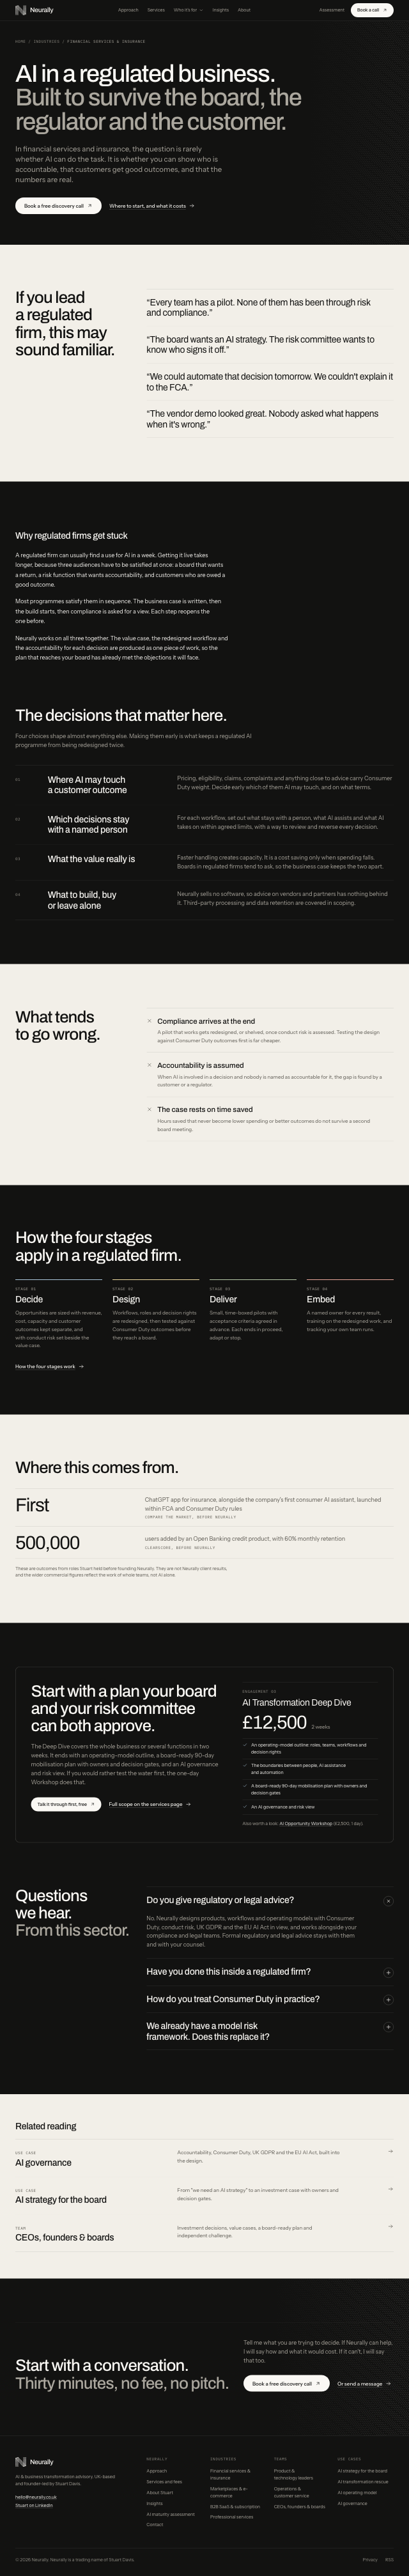 Neurally
Approach Services Who it's for Insights About
Assessment Book a call
HOME / INDUSTRIES / FINANCIAL SERVICES & INSURANCE
AI in a regulated business.
Built to survive the board, the
regulator and the customer.
In financial services and insurance, the question is rarely
whether AI can do the task. It is whether you can show who is
accountable, that customers get good outcomes, and that the
numbers are real.
Book a free discovery call
Where to start, and what it costs
If you lead
a regulated
firm, this may
sound familiar.
“Every team has a pilot. None of them has been through risk
and compliance.”
“The board wants an AI strategy. The risk committee wants to
know who signs it off.”
“We could automate that decision tomorrow. We couldn't explain it
to the FCA.”
“The vendor demo looked great. Nobody asked what happens
when it's wrong.”
Why regulated firms get stuck
A regulated firm can usually find a use for AI in a week. Getting it live takes
longer, because three audiences have to be satisfied at once: a board that wants
a return, a risk function that wants accountability, and customers who are owed a
good outcome.
Most programmes satisfy them in sequence. The business case is written, then
the build starts, then compliance is asked for a view. Each step reopens the
one before.
Neurally works on all three together. The value case, the redesigned workflow and
the accountability for each decision are produced as one piece of work, so the
plan that reaches your board has already met the objections it will face.
The decisions that matter here.
Four choices shape almost everything else. Making them early is what keeps a regulated AI
programme from being redesigned twice.
01
Where AI may touch
a customer outcome
Pricing, eligibility, claims, complaints and anything close to advice carry Consumer
Duty weight. Decide early which of them AI may touch, and on what terms.
02
Which decisions stay
with a named person
For each workflow, set out what stays with a person, what AI assists and what AI
takes on within agreed limits, with a way to review and reverse every decision.
03
What the value really is
Faster handling creates capacity. It is a cost saving only when spending falls.
Boards in regulated firms tend to ask, so the business case keeps the two apart.
04
What to build, buy
or leave alone
Neurally sells no software, so advice on vendors and partners has nothing behind
it. Third-party processing and data retention are covered in scoping.
What tends
to go wrong.
Compliance arrives at the end
A pilot that works gets redesigned, or shelved, once conduct risk is assessed. Testing the design
against Consumer Duty outcomes first is far cheaper.
Accountability is assumed
When AI is involved in a decision and nobody is named as accountable for it, the gap is found by a
customer or a regulator.
The case rests on time saved
Hours saved that never become lower spending or better outcomes do not survive a second
board meeting.
How the four stages
apply in a regulated firm.
STAGE 01
Decide
Opportunities are sized with revenue,
cost, capacity and customer
outcomes kept separate, and
with conduct risk set beside the
value case.
STAGE 02
Design
Workflows, roles and decision rights
are redesigned, then tested against
Consumer Duty outcomes before
they reach a board.
STAGE 03
Deliver
Small, time-boxed pilots with
acceptance criteria agreed in
advance. Each ends in proceed,
adapt or stop.
STAGE 04
Embed
A named owner for every result,
training on the redesigned work, and
tracking your own team runs.
How the four stages work
Where this comes from.
First
ChatGPT app for insurance, alongside the company's first consumer AI assistant, launched
within FCA and Consumer Duty rules
COMPARE THE MARKET, BEFORE NEURALLY
500,000
users added by an Open Banking credit product, with 60% monthly retention
CLEARSCORE, BEFORE NEURALLY
These are outcomes from roles Stuart held before founding Neurally. They are not Neurally client results,
and the wider commercial figures reflect the work of whole teams, not AI alone.
Start with a plan your board
and your risk committee
can both approve.
The Deep Dive covers the whole business or several functions in two
weeks. It ends with an operating-model outline, a board-ready 90-day
mobilisation plan with owners and decision gates, and an AI governance
and risk view. If you would rather test the water first, the one-day
Workshop does that.
Talk it through first, free
Full scope on the services page
ENGAGEMENT 02
AI Transformation Deep Dive
£12,500 2 weeks
An operating-model outline: roles, teams, workflows and
decision rights
The boundaries between people, AI assistance
and automation
A board-ready 90-day mobilisation plan with owners and
decision gates
An AI governance and risk view
Also worth a look: AI Opportunity Workshop (£2,500, 1 day).
Questions
we hear.
From this sector.
Do you give regulatory or legal advice?
No. Neurally designs products, workflows and operating models with Consumer
Duty, conduct risk, UK GDPR and the EU AI Act in view, and works alongside your
compliance and legal teams. Formal regulatory and legal advice stays with them
and with your counsel.
Have you done this inside a regulated firm?
How do you treat Consumer Duty in practice?
We already have a model risk
framework. Does this replace it?
Related reading
USE CASE
AI governance
Accountability, Consumer Duty, UK GDPR and the EU AI Act, built into
the design.
USE CASE
AI strategy for the board
From "we need an AI strategy" to an investment case with owners and
decision gates.
TEAM
CEOs, founders & boards
Investment decisions, value cases, a board-ready plan and
independent challenge.
Start with a conversation.
Thirty minutes, no fee, no pitch.
Tell me what you are trying to decide. If Neurally can help,
I will say how and what it would cost. If it can't, I will say
that too.
Book a free discovery call
Or send a message
Neurally
AI & business transformation advisory. UK-based
and founder-led by Stuart Davis.
hello@neurally.co.uk
Stuart on LinkedIn
NEURALLY
Approach
Services and fees
About Stuart
Insights
AI maturity assessment
Contact
INDUSTRIES
Financial services &
insurance
Marketplaces & e-
commerce
B2B SaaS & subscription
Professional services
TEAMS
Product &
technology leaders
Operations &
customer service
CEOs, founders & boards
USE CASES
AI strategy for the board
AI transformation rescue
AI operating model
AI governance
© 2026 Neurally. Neurally is a trading name of Stuart Davis.
Privacy RSS